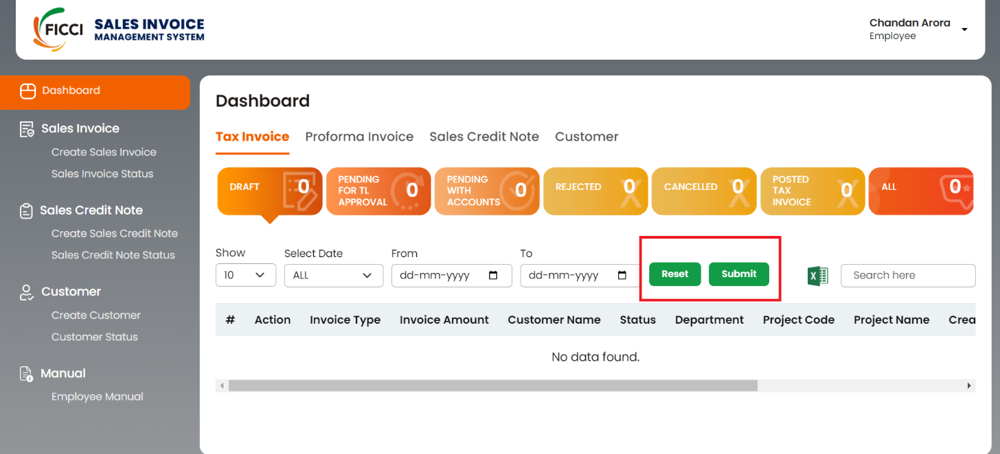 FICCI
SALES INVOICE
MANAGEMENT SYSTEM
Chandan Arora
Employee
Dashboard
Sales Invoice
Create Sales Invoice
Sales Invoice Status
Sales Credit Note
Create Sales Credit Note
Sales Credit Note Status
Customer
Create Customer
Customer Status
Manual
Employee Manual
Dashboard
Tax Invoice Proforma Invoice Sales Credit Note Customer
DRAFT 0
PENDING
FOR TL
APPROVAL 0
PENDING
WITH
ACCOUNTS 0
REJECTED 0
CANCELLED 0
POSTED
TAX
INVOICE 0
ALL 0
Show Select Date From To
10 ALL dd-mm-yyyy dd-mm-yyyy Reset Submit X Search here
# Action Invoice Type Invoice Amount Customer Name Status Department Project Code Project Name Crea
No data found.